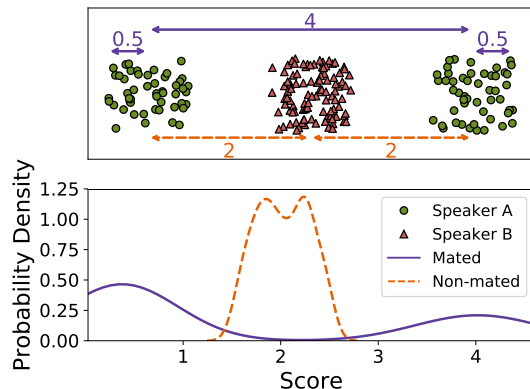 4
0.5
0.5
2
2
Probability Density
1.25
1.00
0.75
0.50
0.25
0.00
Speaker A
Speaker B
Mated
Non-mated
1
2
3
4
Score